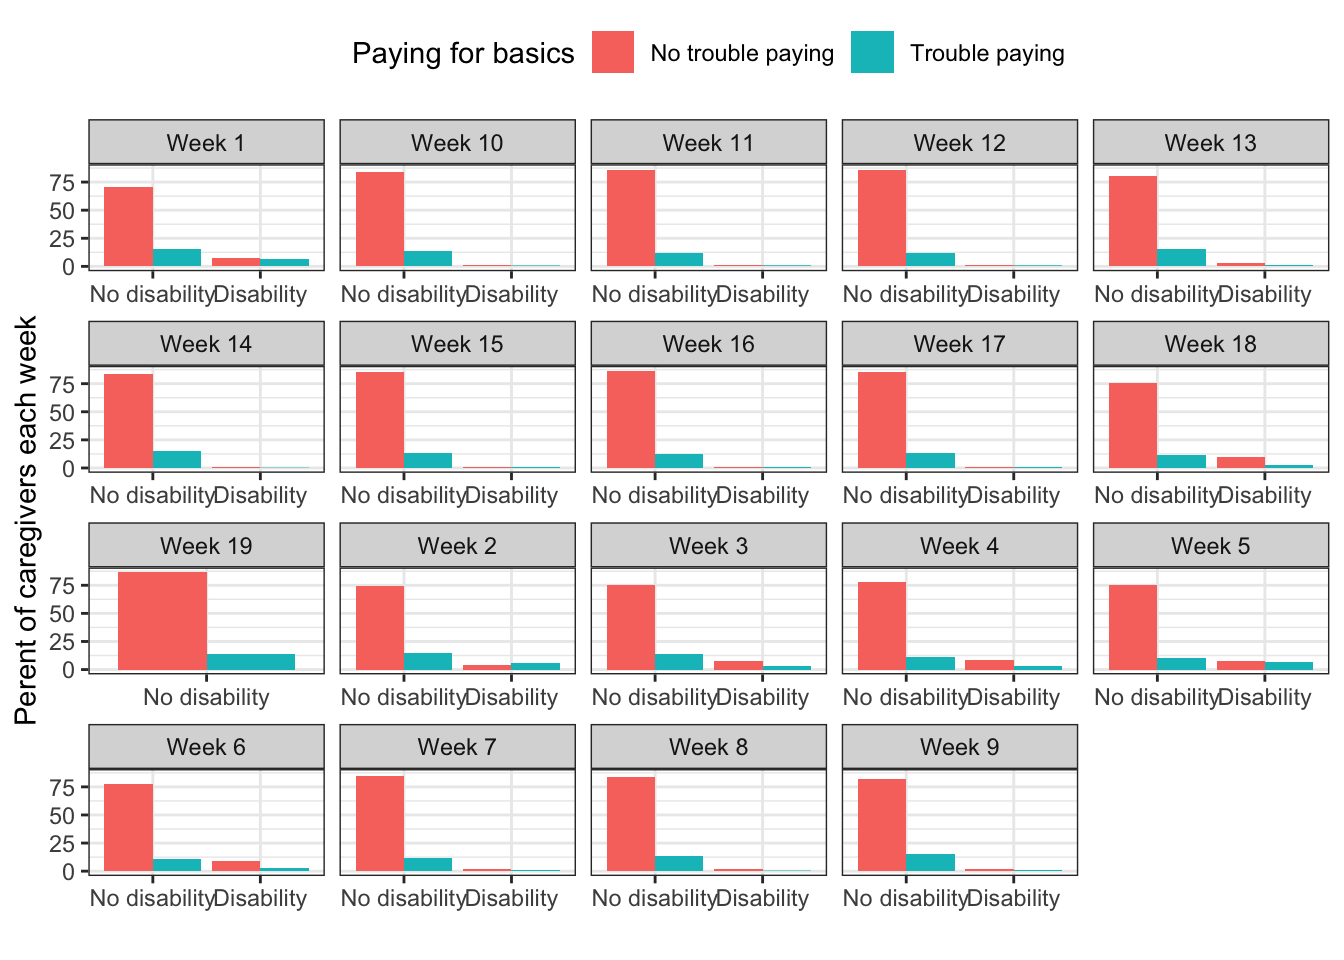 Paying for basics No trouble paying Trouble paying
Week 1 Week 10 Week 11 Week 12 Week 13
75
50
25
0
No disability Disability No disability Disability No disability Disability No disability Disability No disability Disability
Week 14 Week 15 Week 16 Week 17 Week 18
75
50
25
0
No disability Disability No disability Disability No disability Disability No disability Disability No disability Disability
Week 19 Week 2 Week 3 Week 4 Week 5
75
50
25
0
No disability No disability Disability No disability Disability No disability Disability No disability Disability
Week 6 Week 7 Week 8 Week 9
75
50
25
0
No disability Disability No disability Disability No disability Disability No disability Disability
Perent of caregivers each week